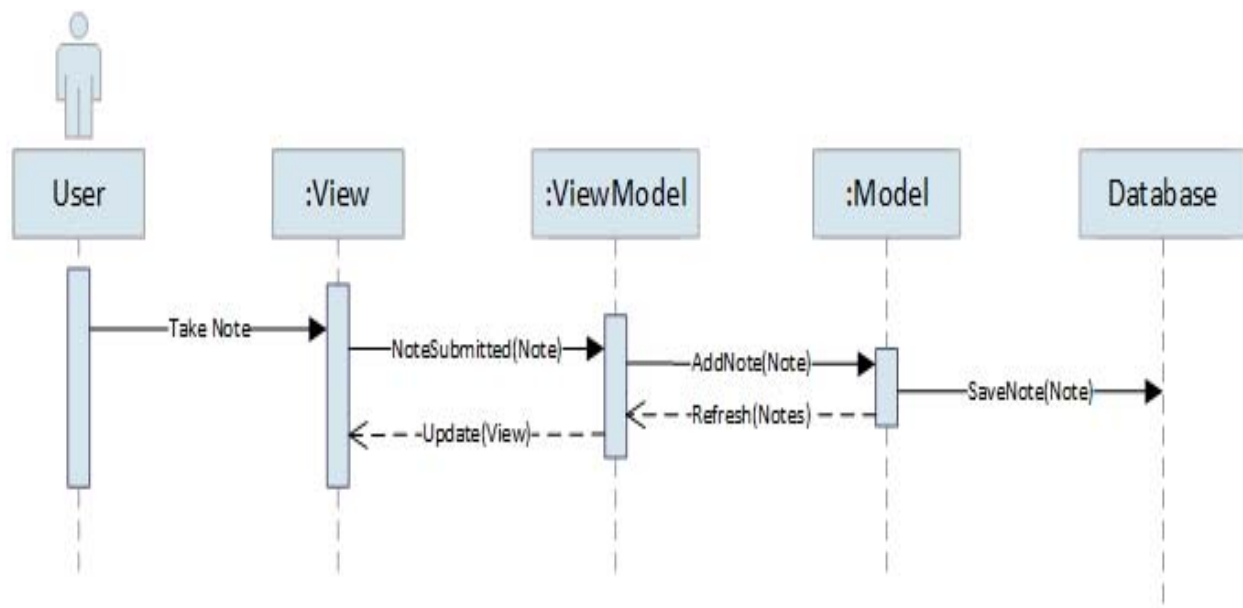 User
:View
:ViewModel
:Model
Database
Take Note
NoteSubmitted(Note)
AddNote(Note)
SaveNote(Note)
Refresh(Notes)
Update(View)